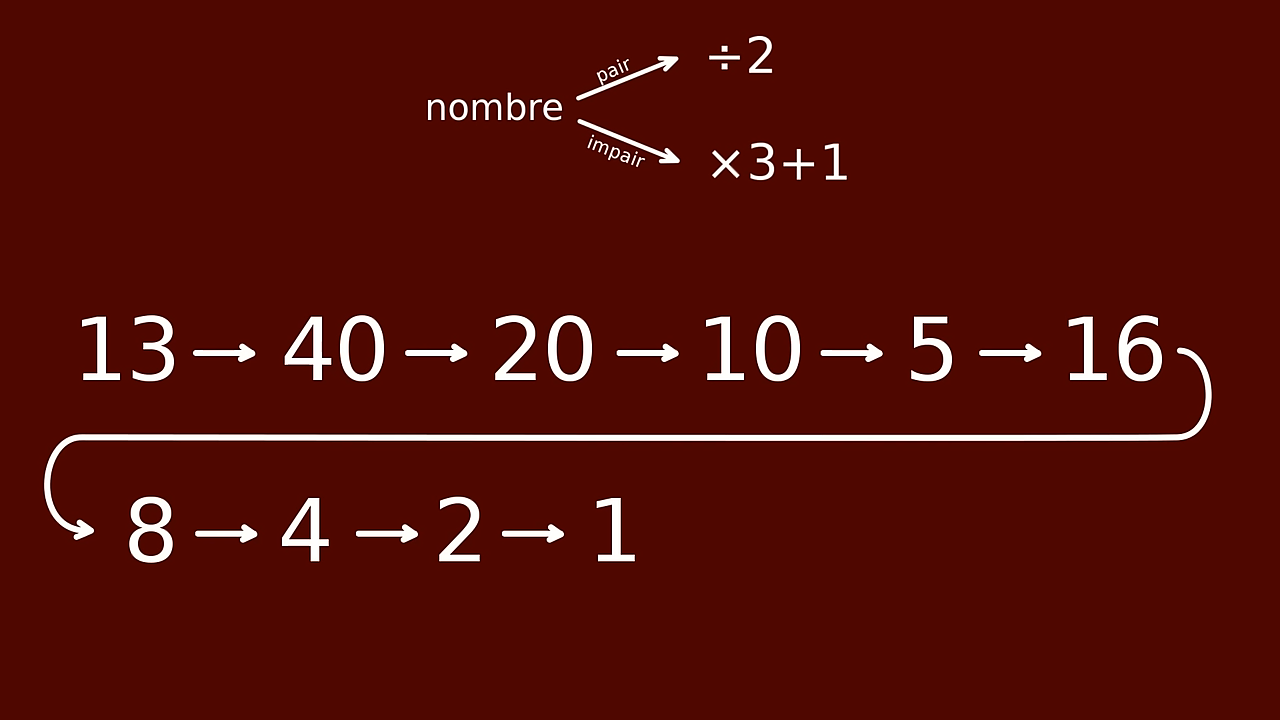 pair
÷2
nombre
impair
×3+1
13→40→20→10→5→16
→8→4→2→1